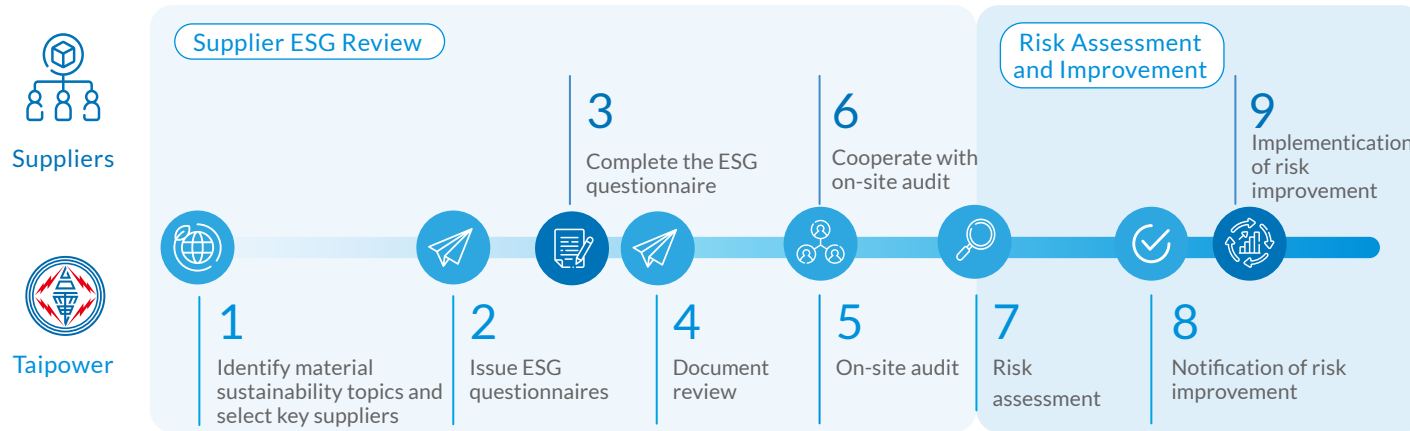 Supplier ESG Review
Risk Assessment
and Improvement
Suppliers
3
Complete the ESG
questionnaire
6
Cooperate with
on-site audit
9
Implementication
of risk
improvement
Taipower
1
Identify material
sustainability topics and
select key suppliers
2
Issue ESG
questionnaires
4
Document
review
5
On-site audit
7
Risk
assessment
8
Notification of risk
improvement